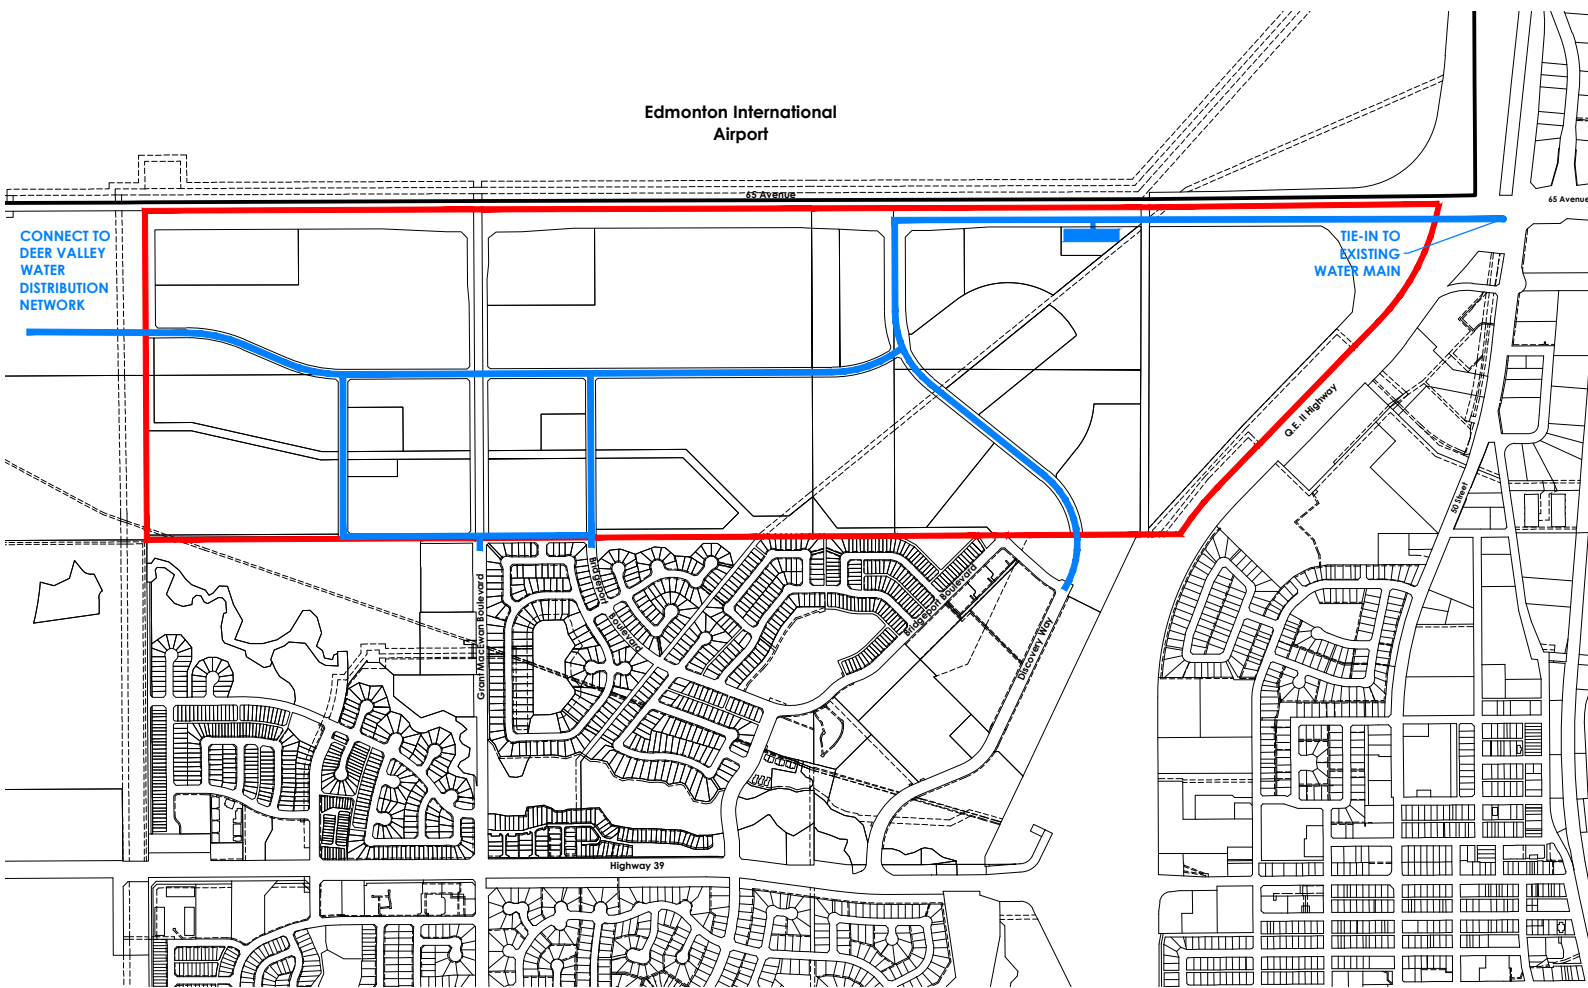 Edmonton International
Airport
65 Avenue
65 Avenue
CONNECT TO
DEER VALLEY
WATER
DISTRIBUTION
NETWORK
TIE-IN TO
EXISTING
WATER MAIN
Q.E. II Highway
50 Street
Grant MacEwan Boulevard
Bridgeport
Boulevard
Bridgeport Boulevard
Discovery Way
Highway 39